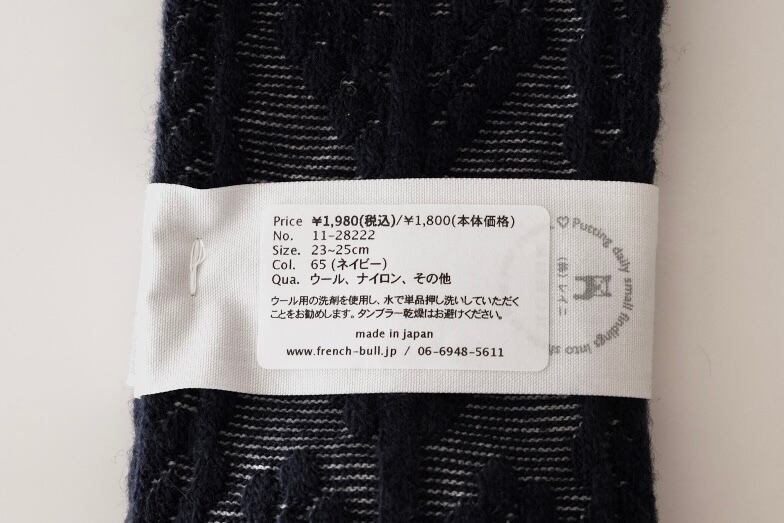 Price ¥1,980(税込)/¥1,800(本体価格)
No. 11-28222
Size. 23~25cm
Col. 65 (ネイビー)
Qua. ウール、ナイロン、その他
ウール用の洗剤を使用し、水で単品押し洗いしていただく
ことをお勧めします。タンブラー乾燥はお避けください。
made in japan
www.french-bull.jp / 06-6948-5611
Putting daily small findings into